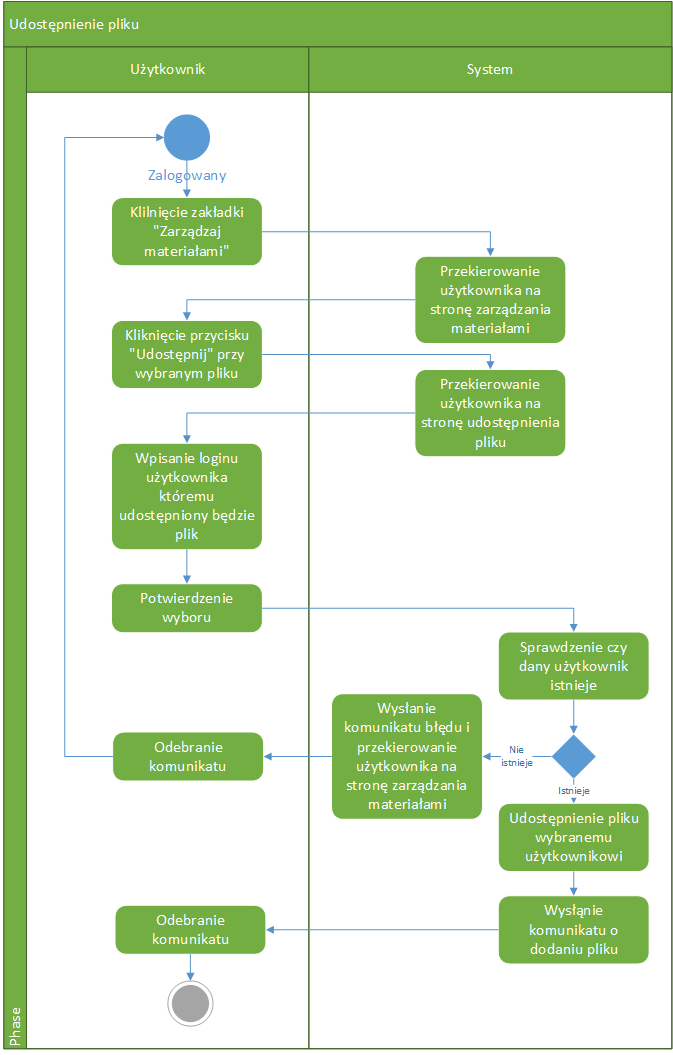 Udostępnienie pliku
Użytkownik
System
Zalogowany
Klilnięcie zakładki
"Zarządzaj
materiałami"
Przekierowanie
użytkownika na
stronę zarządzania
materiałami
Kliknięcie przycisku
"Udostępnij" przy
wybranym pliku
Przekierowanie
użytkownika na
stronę udostępnienia
pliku
Wpisanie loginu
użytkownika
któremu
udostępniony będzie
plik
Potwierdzenie
wyboru
Sprawdzenie czy
dany użytkownik
istnieje
Nie
istnieje
Wysłanie
komunikatu błędu i
przekierowanie
użytkownika na
stronę zarządzania
materiałami
Odebranie
komunikatu
Istnieje
Udostępnienie pliku
wybranemu
użytkownikowi
Wysłąnie
komunikatu o
dodaniu pliku
Odebranie
komunikatu
Phase